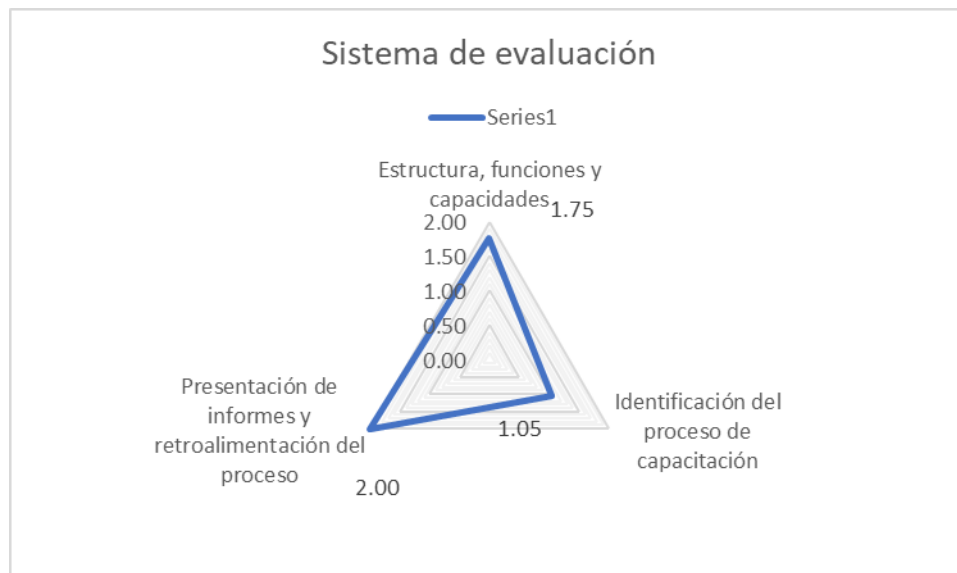 Sistema de evaluación
Series1
Estructura, funciones y
capacidades
1.75
2.00
1.50
1.00
0.50
0.00
Identificación del
proceso de
capacitación
1.05
Presentación de
informes y
retroalimentación del
proceso
2.00